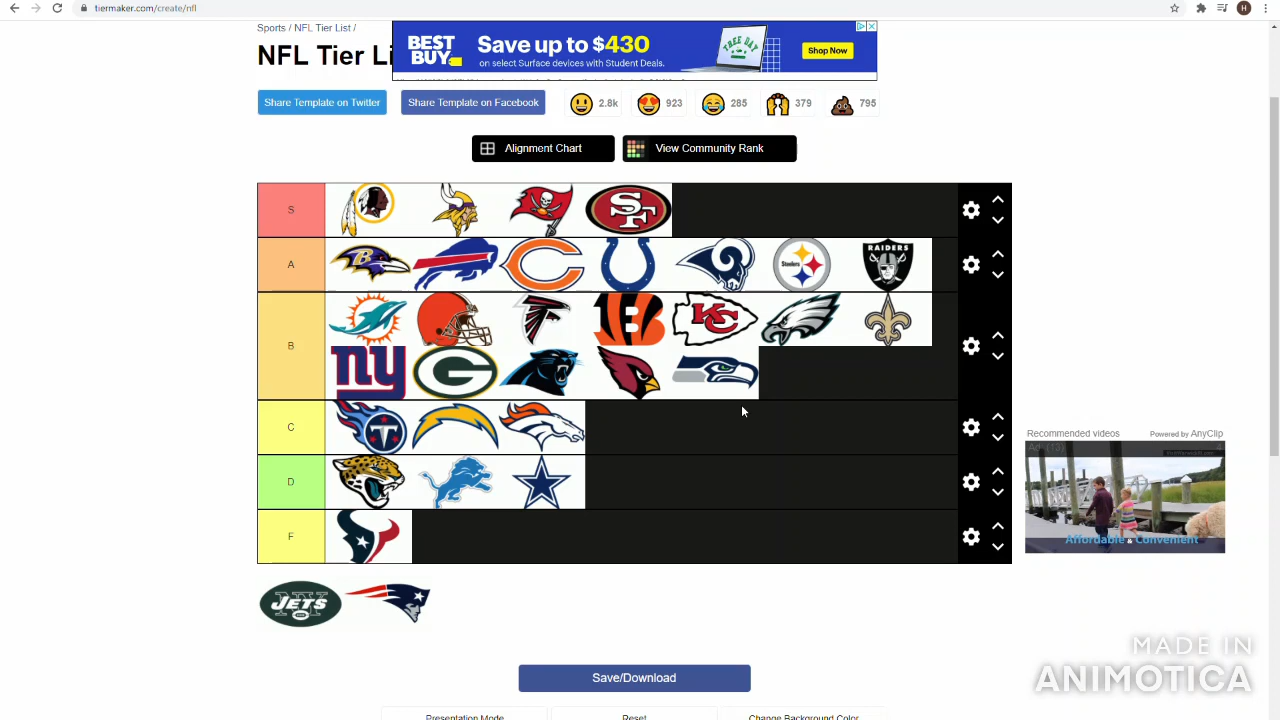 tiermaker.com/create/nfl
H
Sports / NFL Tier List /
NFL Tier Li
BEST
BUY
Save up to $430
on select Surface devices with Student Deals.
Shop Now
Share Template on Twitter
Share Template on Facebook
2.8k
923
285
379
795
Alignment Chart
View Community Rank
S
SF
A
B
C
Steelers
RAIDERS
B
B
KC
ny
G
C
D
F
JETS
NY
Recommended videos
Powered by AnyClip
Affordable & Convenient
Save/Download
Presentation Mode
Reset
Change Background Color
MADE IN
ANIMOTICA